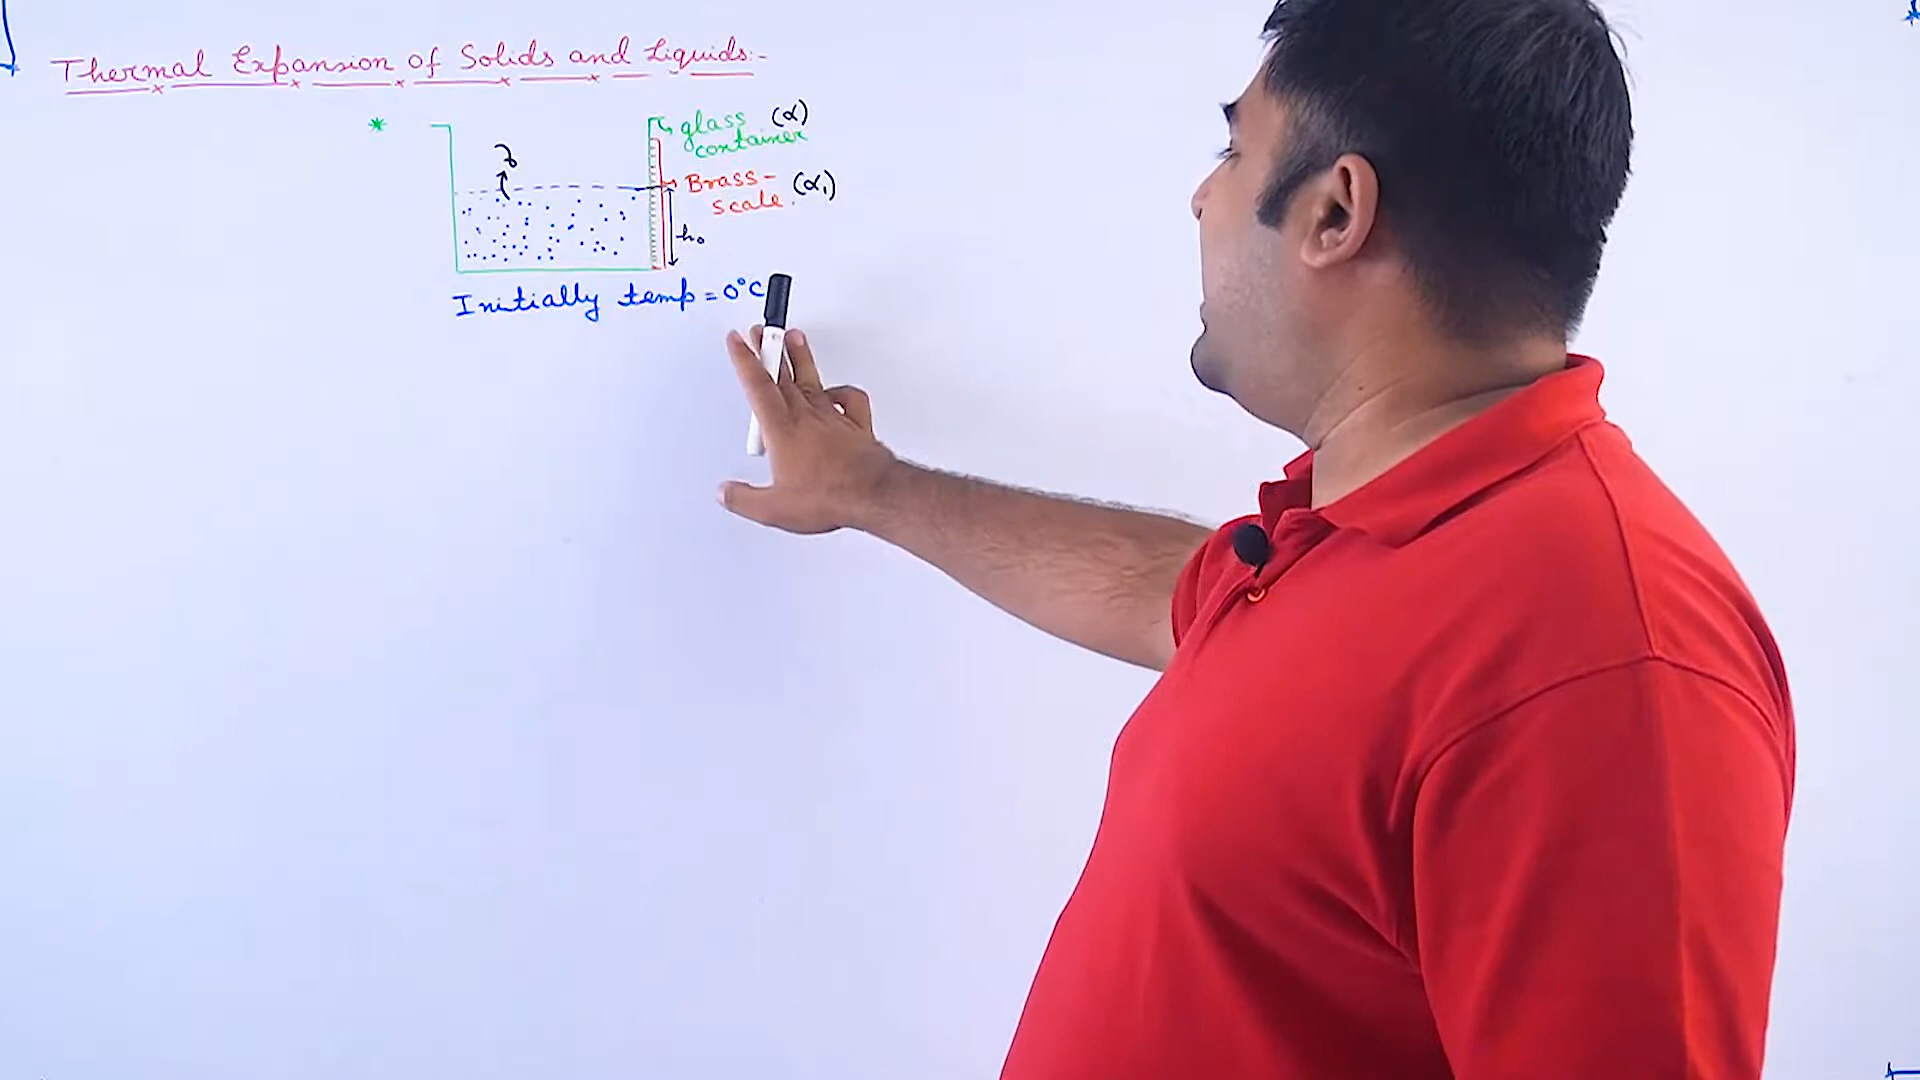 Thermal Expansion of Solids and Liquids:-
glass (α)
container
Brass- (α₁)
scale.
h₀
Initially temp = 0°C